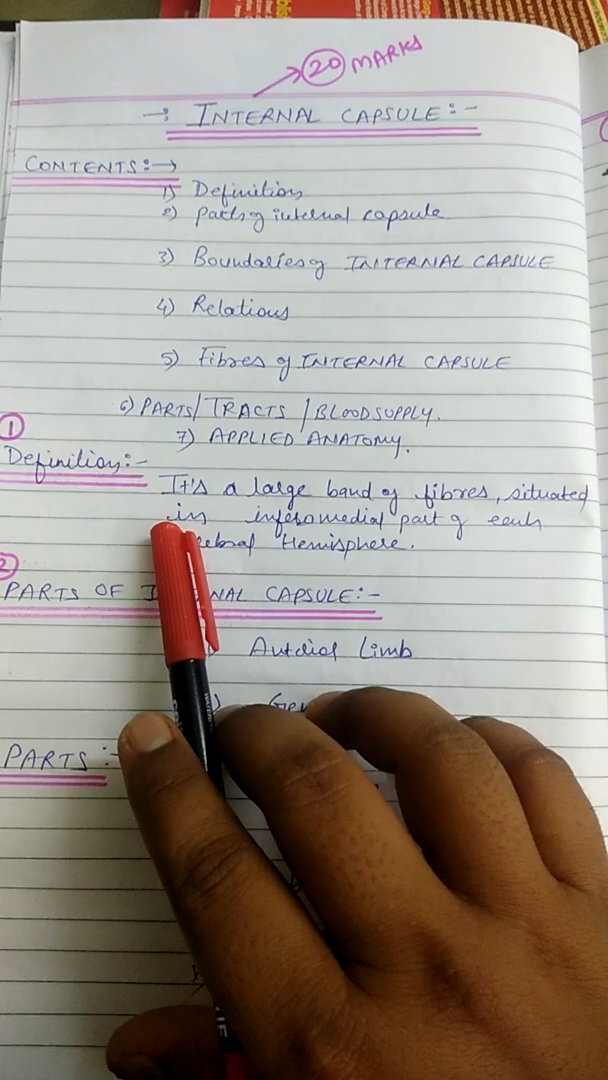 20 MARKS
INTERNAL CAPSULE:-
CONTENTS:→
1) Definition
2) Parts of internal capsule
3) Boundaries of INTERNAL CAPSULE
4) Relations
5) Fibres of INTERNAL CAPSULE
6) PARTS/TRACTS/BLOOD SUPPLY.
7) APPLIED ANATOMY.
1
Definition:-
It's a large band of fibres, situated
in inferomedial part of each
Hemisphere.
2
PARTS OF CAPSULE:-
Anterior Limb
PARTS:-